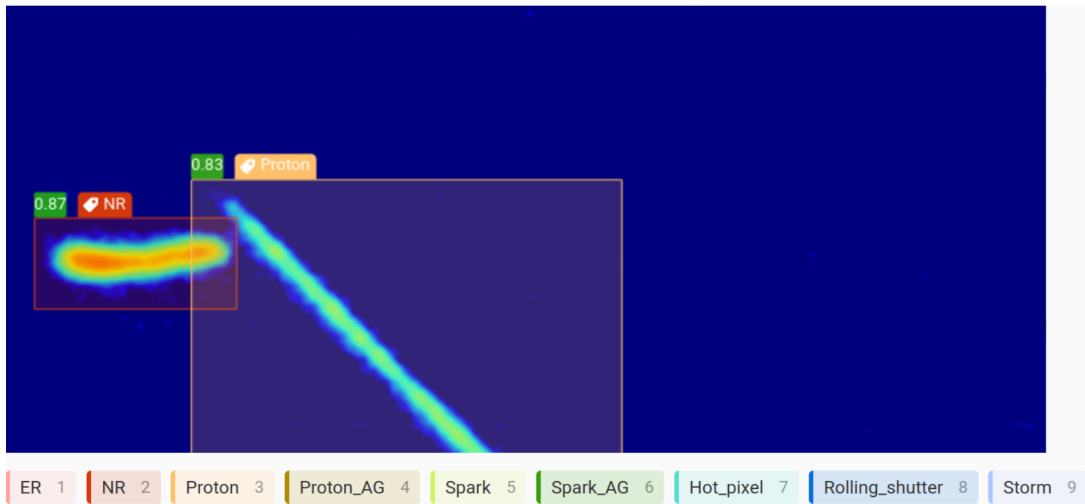 0.83 Proton
0.87 NR
ER 1 NR 2 Proton 3 Proton_AG 4 Spark 5 Spark_AG 6 Hot_pixel 7 Rolling_shutter 8 Storm 9